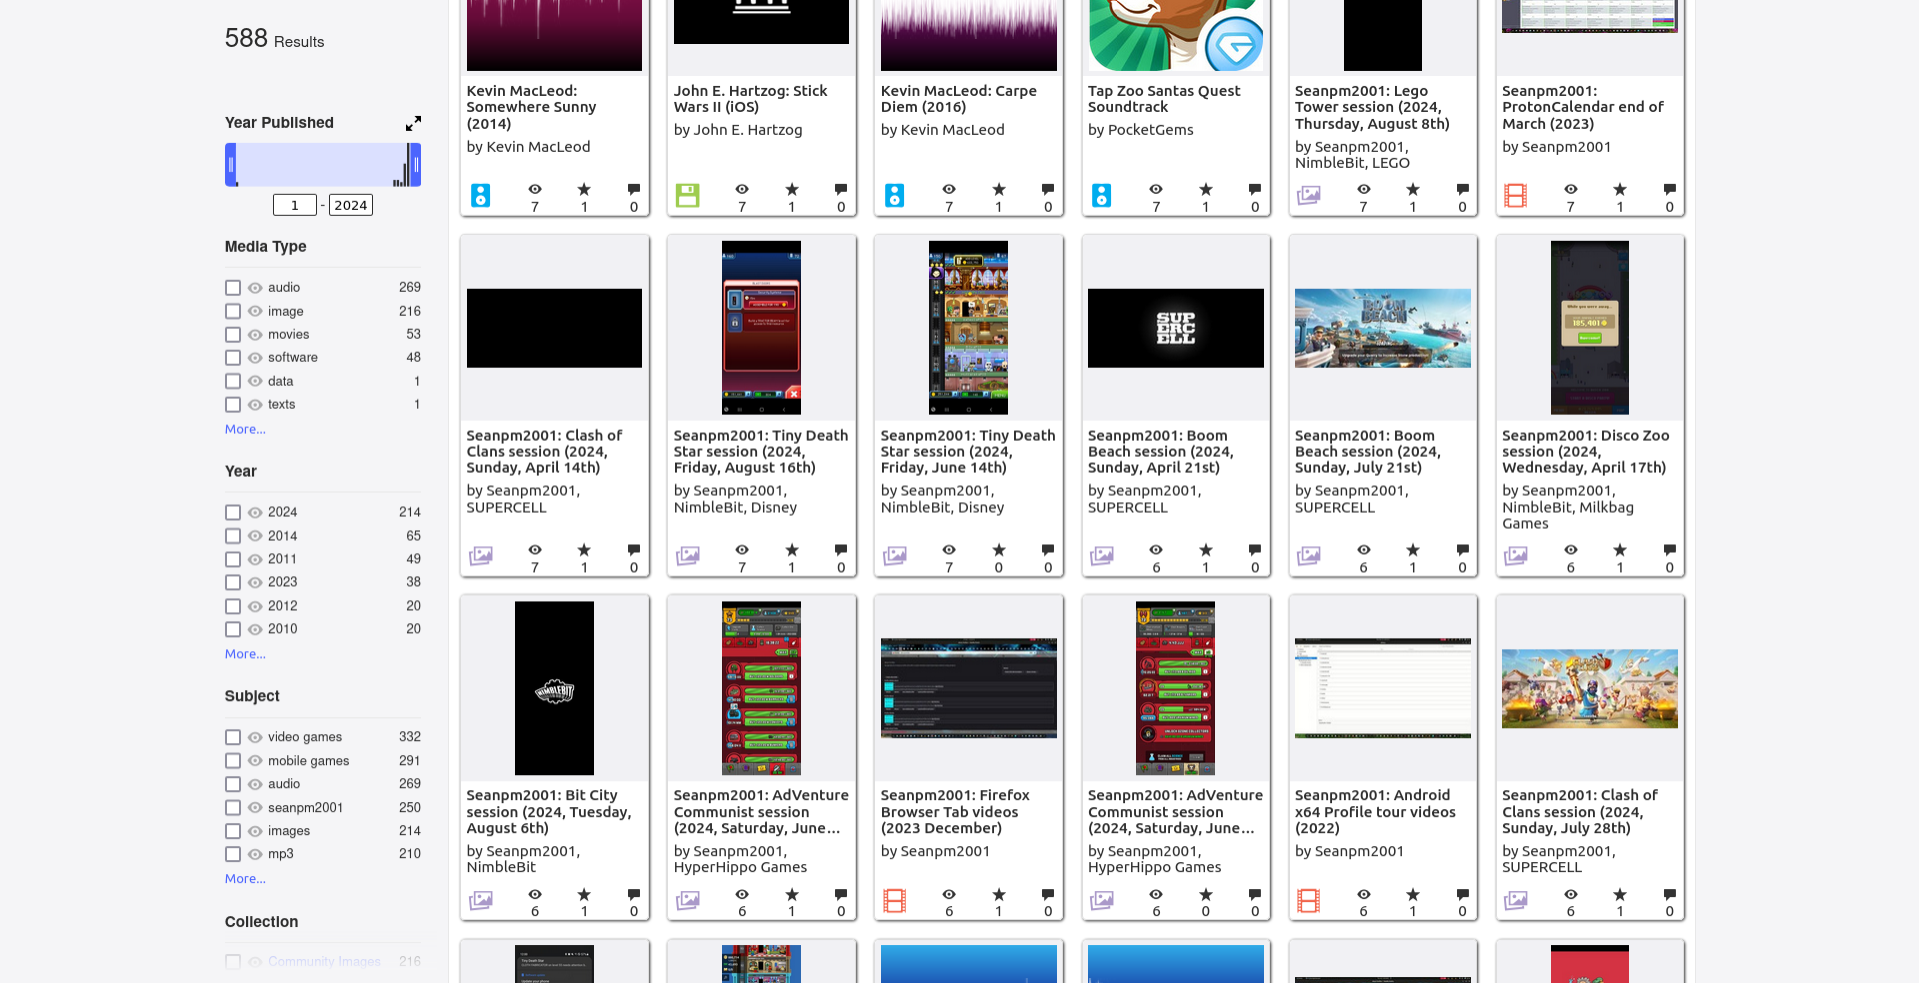 588 Results
Year Published
1 - 2024
Media Type
audio 269
image 216
movies 53
software 48
data 1
texts 1
More...
Year
2024 214
2014 65
2011 49
2023 38
2012 20
2010 20
More...
Subject
video games 332
mobile games 291
audio 269
seanpm2001 250
images 214
mp3 210
More...
Collection
Community Images 216
Kevin MacLeod:
Somewhere Sunny
(2014)
by Kevin MacLeod
7 1 0
John E. Hartzog: Stick
Wars II (iOS)
by John E. Hartzog
7 1 0
Kevin MacLeod: Carpe
Diem (2016)
by Kevin MacLeod
7 1 0
Tap Zoo Santas Quest
Soundtrack
by PocketGems
7 1 0
Seanpm2001: Lego
Tower session (2024,
Thursday, August 8th)
by Seanpm2001,
NimbleBit, LEGO
7 1 0
Seanpm2001:
ProtonCalendar end of
March (2023)
by Seanpm2001
7 1 0
Seanpm2001: Clash of
Clans session (2024,
Sunday, April 14th)
by Seanpm2001,
SUPERCELL
7 1 0
Seanpm2001: Tiny Death
Star session (2024,
Friday, August 16th)
by Seanpm2001,
NimbleBit, Disney
7 1 0
Seanpm2001: Tiny Death
Star session (2024,
Friday, June 14th)
by Seanpm2001,
NimbleBit, Disney
7 0 0
SUP
ERC
ELL
Seanpm2001: Boom
Beach session (2024,
Sunday, April 21st)
by Seanpm2001,
SUPERCELL
6 1 0
BOOM
BEACH
Seanpm2001: Boom
Beach session (2024,
Sunday, July 21st)
by Seanpm2001,
SUPERCELL
6 1 0
While you were away...
185,401
Seanpm2001: Disco Zoo
session (2024,
Wednesday, April 17th)
by Seanpm2001,
NimbleBit, Milkbag
Games
6 1 0
NIMBLEBIT
Seanpm2001: Bit City
session (2024, Tuesday,
August 6th)
by Seanpm2001,
NimbleBit
6 1 0
Seanpm2001: AdVenture
Communist session
(2024, Saturday, June...
by Seanpm2001,
HyperHippo Games
6 1 0
Seanpm2001: Firefox
Browser Tab videos
(2023 December)
by Seanpm2001
6 1 0
Seanpm2001: AdVenture
Communist session
(2024, Saturday, June...
by Seanpm2001,
HyperHippo Games
6 0 0
Seanpm2001: Android
x64 Profile tour videos
(2022)
by Seanpm2001
6 1 0
Seanpm2001: Clash of
Clans session (2024,
Sunday, July 28th)
by Seanpm2001,
SUPERCELL
6 1 0